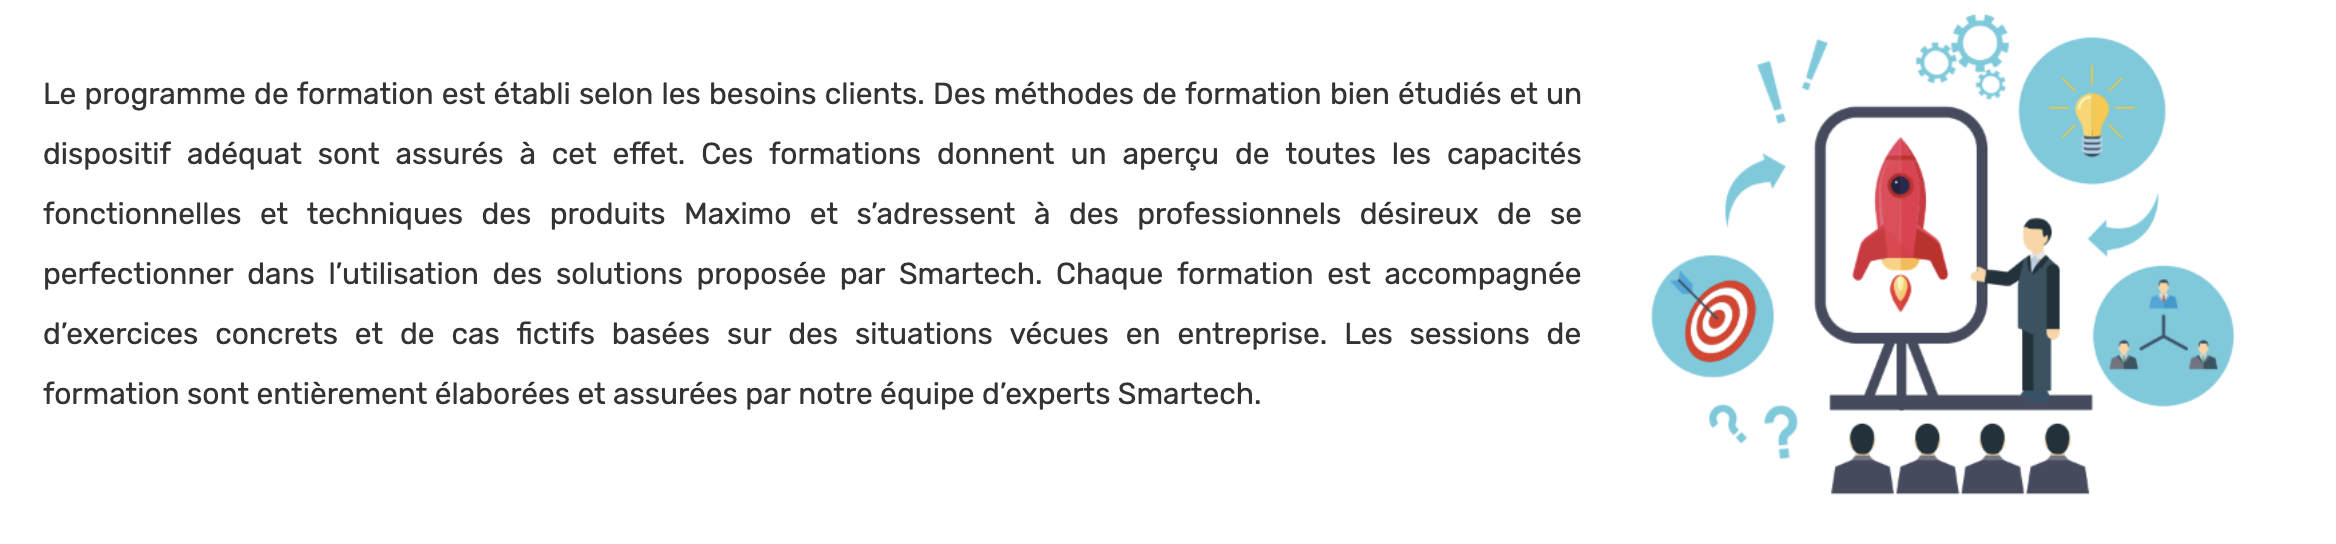 Le programme de formation est établi selon les besoins clients. Des méthodes de formation bien étudiés et un
dispositif adéquat sont assurés à cet effet. Ces formations donnent un aperçu de toutes les capacités
fonctionnelles et techniques des produits Maximo et s’adressent à des professionnels désireux de se
perfectionner dans l’utilisation des solutions proposée par Smartech. Chaque formation est accompagnée
d’exercices concrets et de cas fictifs basées sur des situations vécues en entreprise. Les sessions de
formation sont entièrement élaborées et assurées par notre équipe d’experts Smartech.
! !
? ?